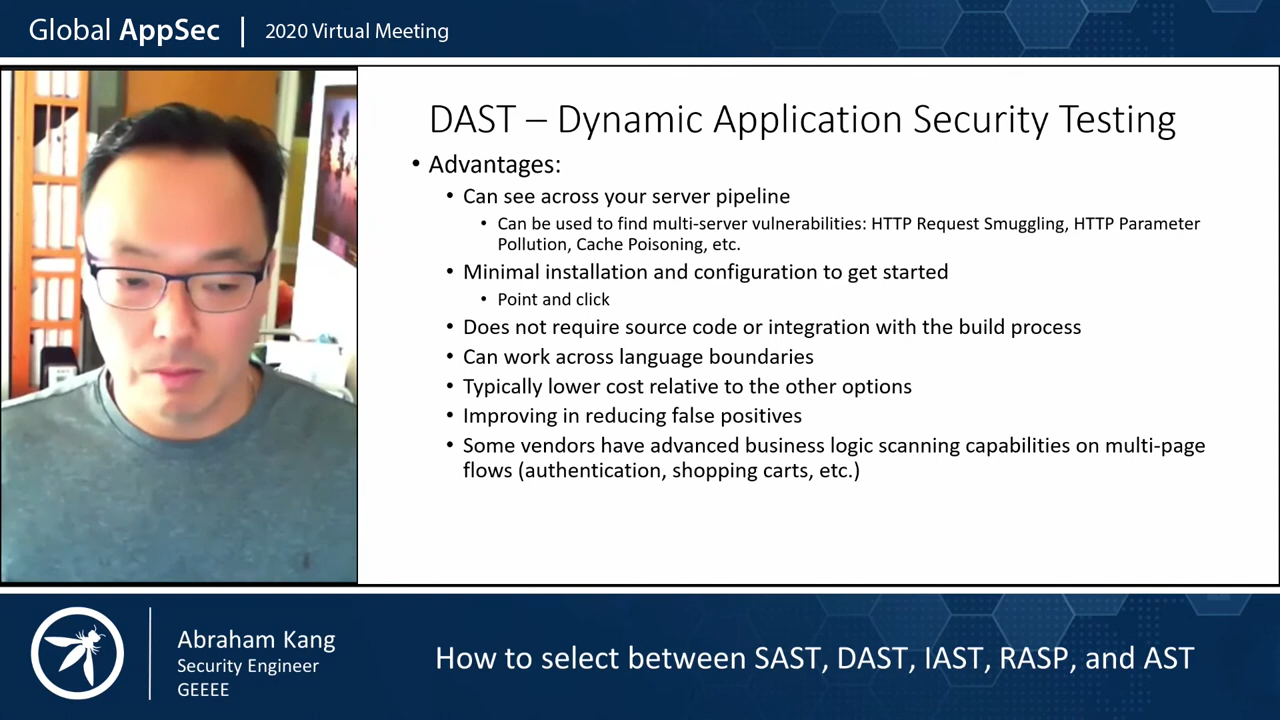 Global AppSec | 2020 Virtual Meeting
DAST – Dynamic Application Security Testing
• Advantages:
• Can see across your server pipeline
• Can be used to find multi-server vulnerabilities: HTTP Request Smuggling, HTTP Parameter
Pollution, Cache Poisoning, etc.
• Minimal installation and configuration to get started
• Point and click
• Does not require source code or integration with the build process
• Can work across language boundaries
• Typically lower cost relative to the other options
• Improving in reducing false positives
• Some vendors have advanced business logic scanning capabilities on multi-page
flows (authentication, shopping carts, etc.)
Abraham Kang
Security Engineer
GEEEE
How to select between SAST, DAST, IAST, RASP, and AST